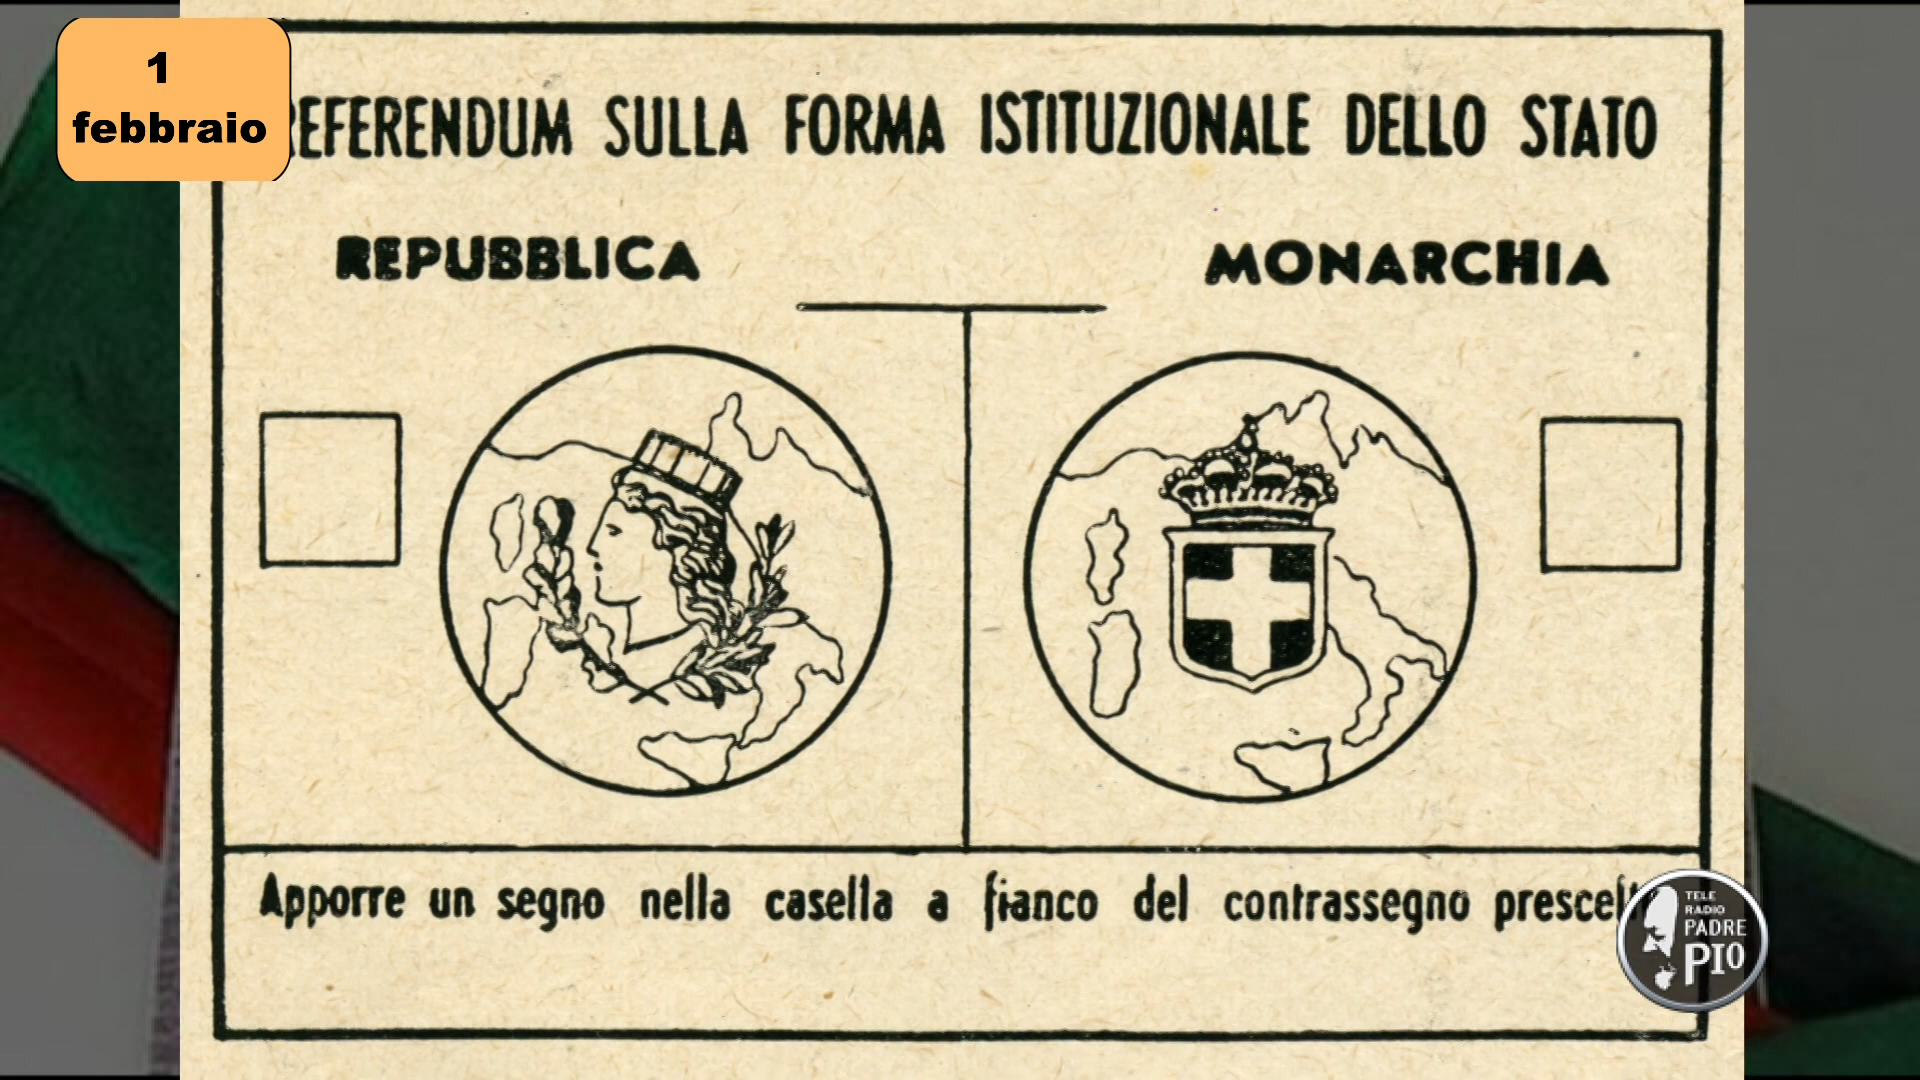 1
febbraio
REFERENDUM SULLA FORMA ISTITUZIONALE DELLO STATO
REPUBBLICA
MONARCHIA
Apporre un segno nella casella a fianco del contrassegno
TELE
RADIO
PADRE
PIO